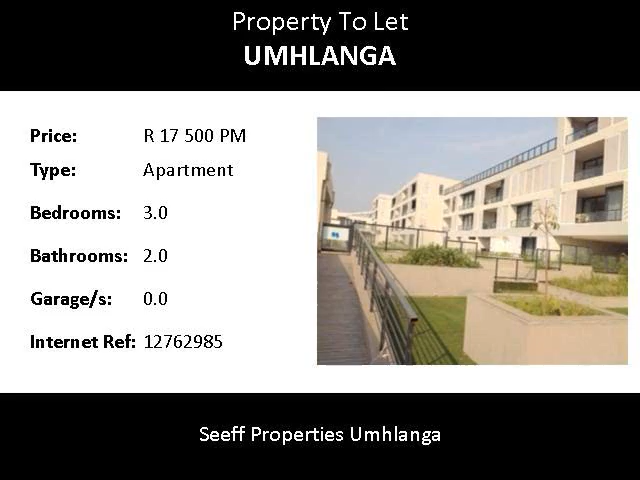 Property To Let
UMHLANGA
Price: R 17 500 PM
Type: Apartment
Bedrooms: 3.0
Bathrooms: 2.0
Garage/s: 0.0
Internet Ref: 12762985
Seeff Properties Umhlanga